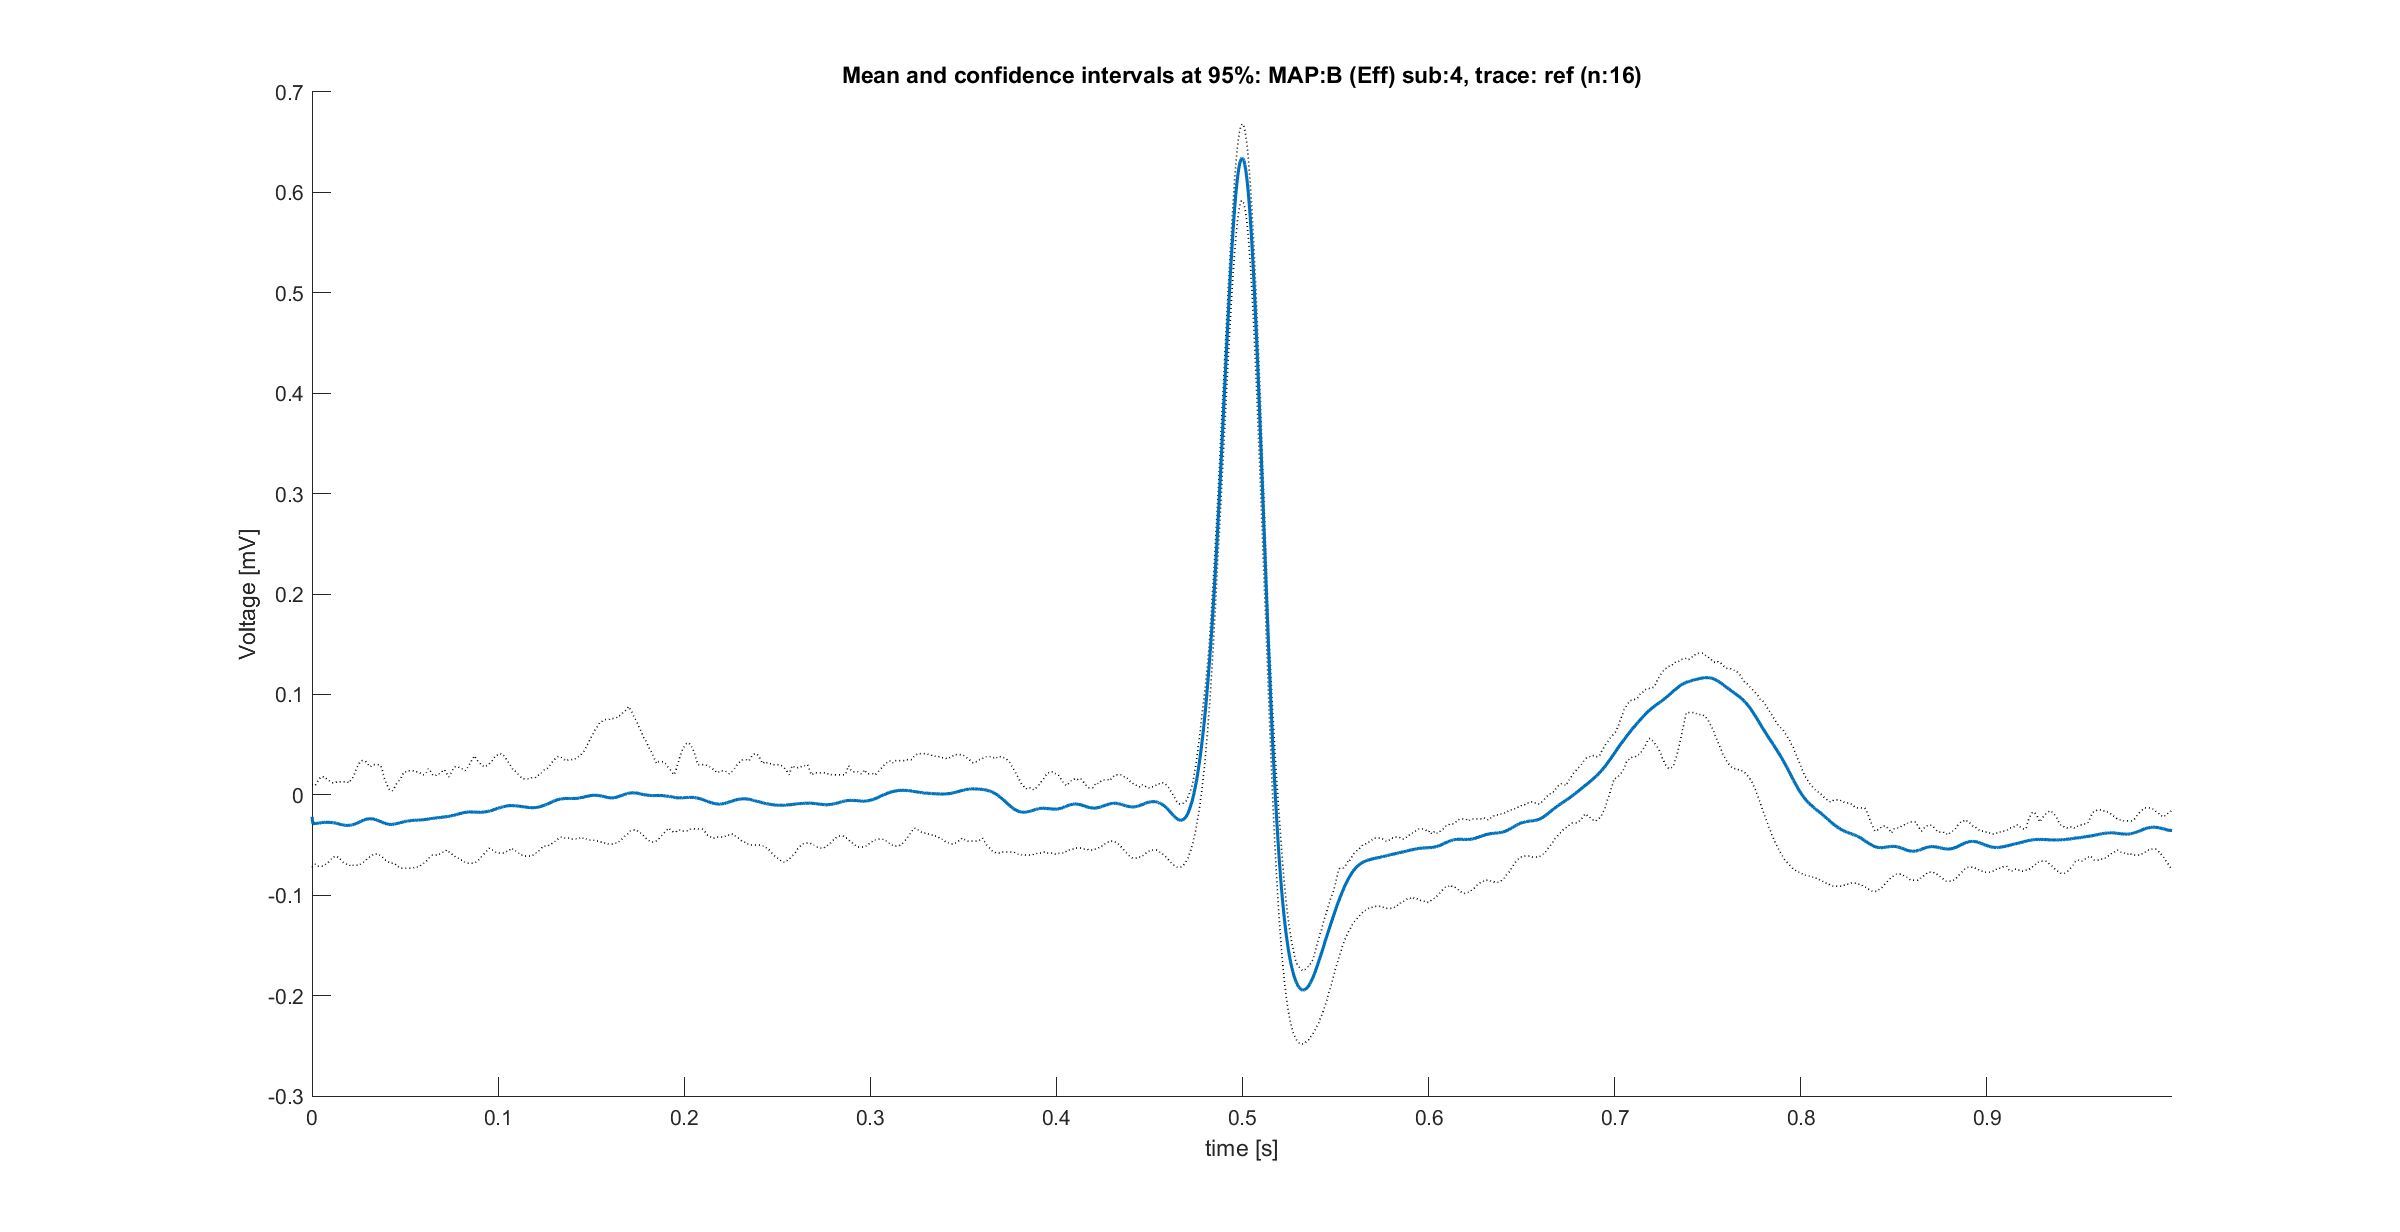 Mean and confidence intervals at 95%: MAP:B (Eff) sub:4, trace: ref (n:16)
0.7
0.6
0.5
0.4
0.3
0.2
0.1
0
-0.1
-0.2
-0.3
Voltage [mV]
0 0.1 0.2 0.3 0.4 0.5 0.6 0.7 0.8 0.9
time [s]